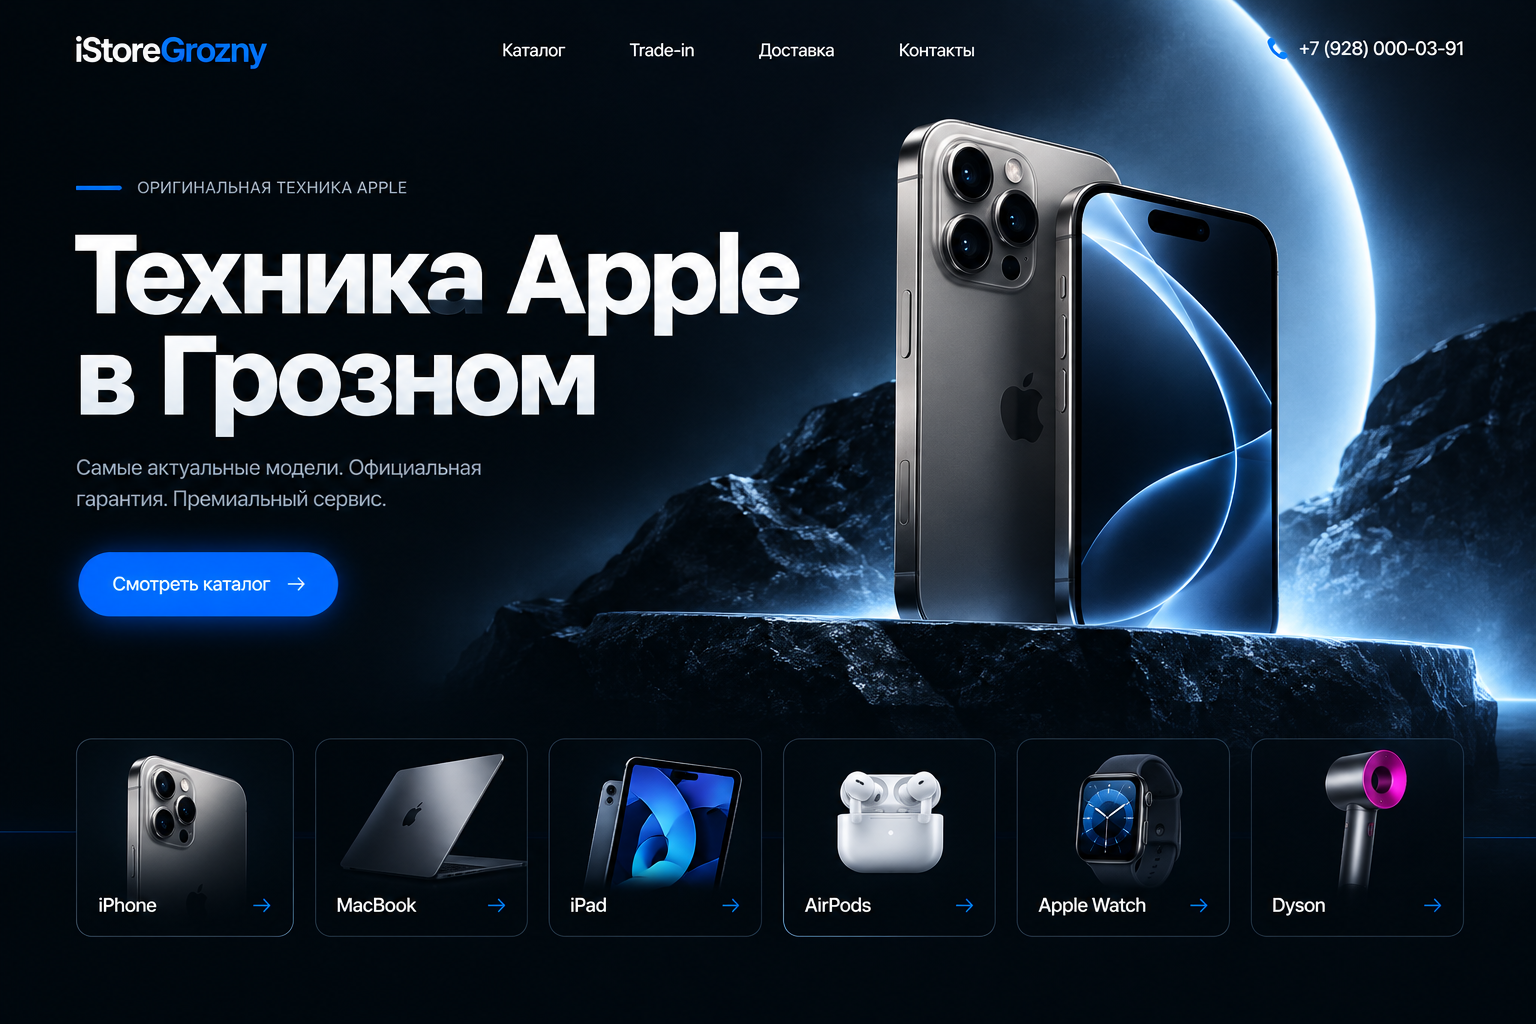 iStoreGrozny
Каталог
Trade-in
Доставка
Контакты
+7 (928) 000-03-91
ОРИГИНАЛЬНАЯ ТЕХНИКА APPLE
Техника Apple
в Грозном
Самые актуальные модели. Официальная
гарантия. Премиальный сервис.
Смотреть каталог →
iPhone →
MacBook →
iPad →
AirPods →
Apple Watch →
Dyson →